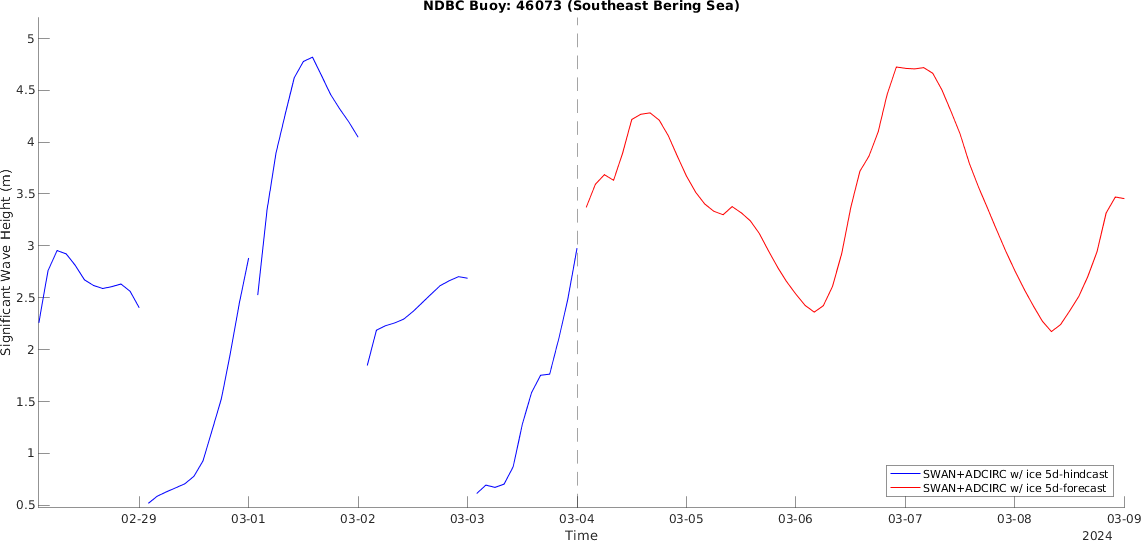 NDBC Buoy: 46073 (Southeast Bering Sea)
Significant Wave Height (m)
5
4.5
4
3.5
3
2.5
2
1.5
1
0.5
SWAN+ADCIRC w/ ice 5d-hindcast
SWAN+ADCIRC w/ ice 5d-forecast
02-29 03-01 03-02 03-03 03-04 03-05 03-06 03-07 03-08 03-09
Time
2024